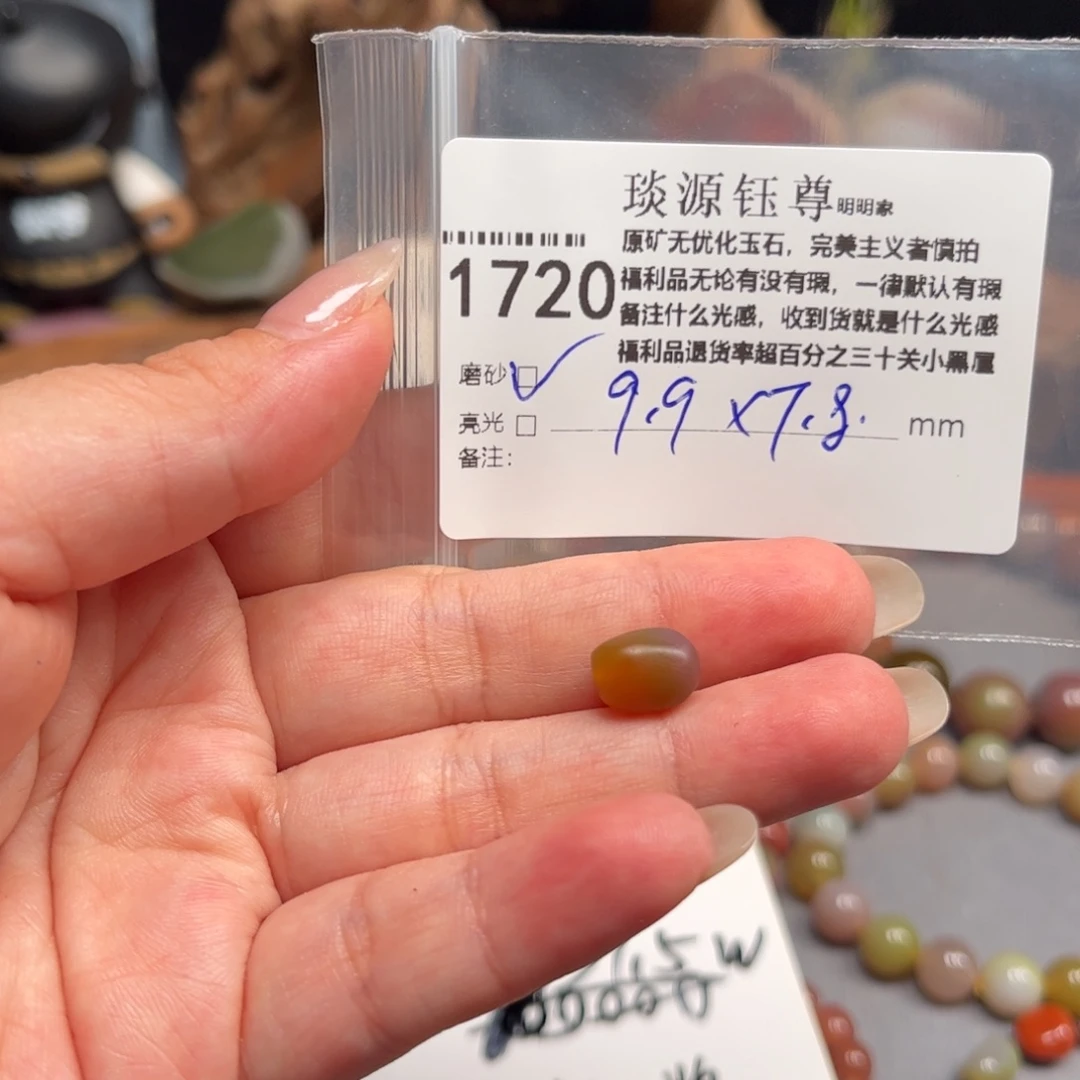 琰源钰尊明明家
原矿无优化玉石，完美主义者慎拍
1720
福利品无论有没有瑕，一律默认有瑕
备注什么光感，收到货就是什么光感
福利品退货率超百分之三十关小黑屋
磨砂 ✓□
9.9 x7.8. mm
亮光 □
备注：
W